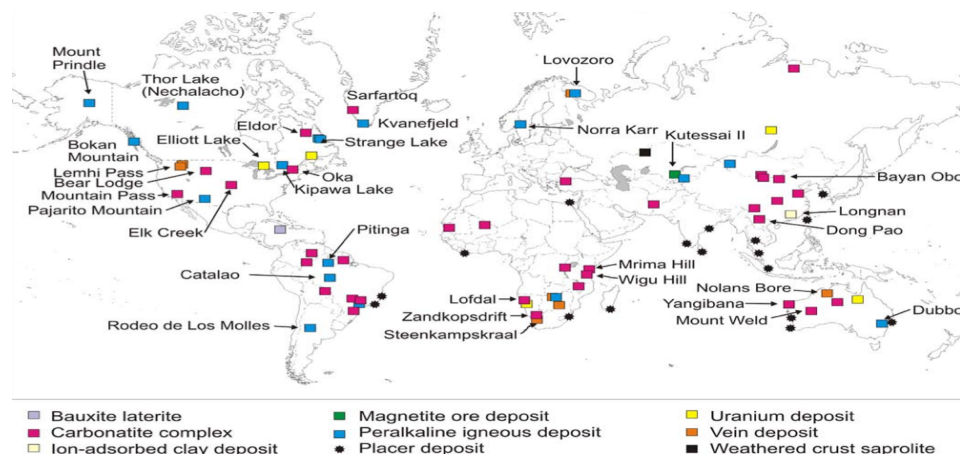 Mount
Prindle
Thor Lake
(Nechalacho)
Lovozoro
Sarfartoq
Eldor
Kvanefjeld
Norra Karr
Kutessai II
Elliott Lake
Strange Lake
Bokan
Mountain
Lemhi Pass
Bear Lodge
Mountain Pass
Pajarito Mountain
Oka
Kipawa Lake
Bayan Obo
Elk Creek
Longnan
Dong Pao
Pitinga
Catalao
Mrima Hill
Wigu Hill
Nolans Bore
Lofdal
Yangibana
Zandkopsdrift
Mount Weld
Dubbo
Rodeo de Los Molles
Steenkampskraal
Bauxite laterite
Magnetite ore deposit
Uranium deposit
Carbonatite complex
Peralkaline igneous deposit
Vein deposit
Ion-adsorbed clay deposit
Placer deposit
Weathered crust saprolite